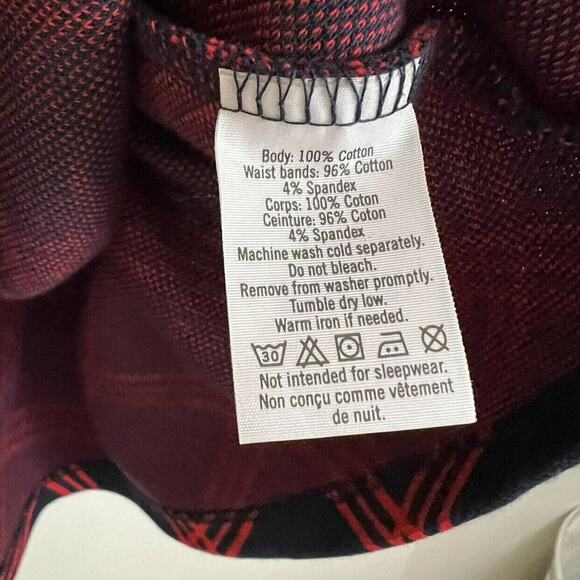 Body: 100% Cotton
Waist bands: 96% Cotton
4% Spandex
Corps: 100% Coton
Ceinture: 96% Coton
4% Spandex
Machine wash cold separately.
Do not bleach.
Remove from washer promptly.
Tumble dry low.
Warm iron if needed.
30
Not intended for sleepwear.
Non conçu comme vêtement
de nuit.